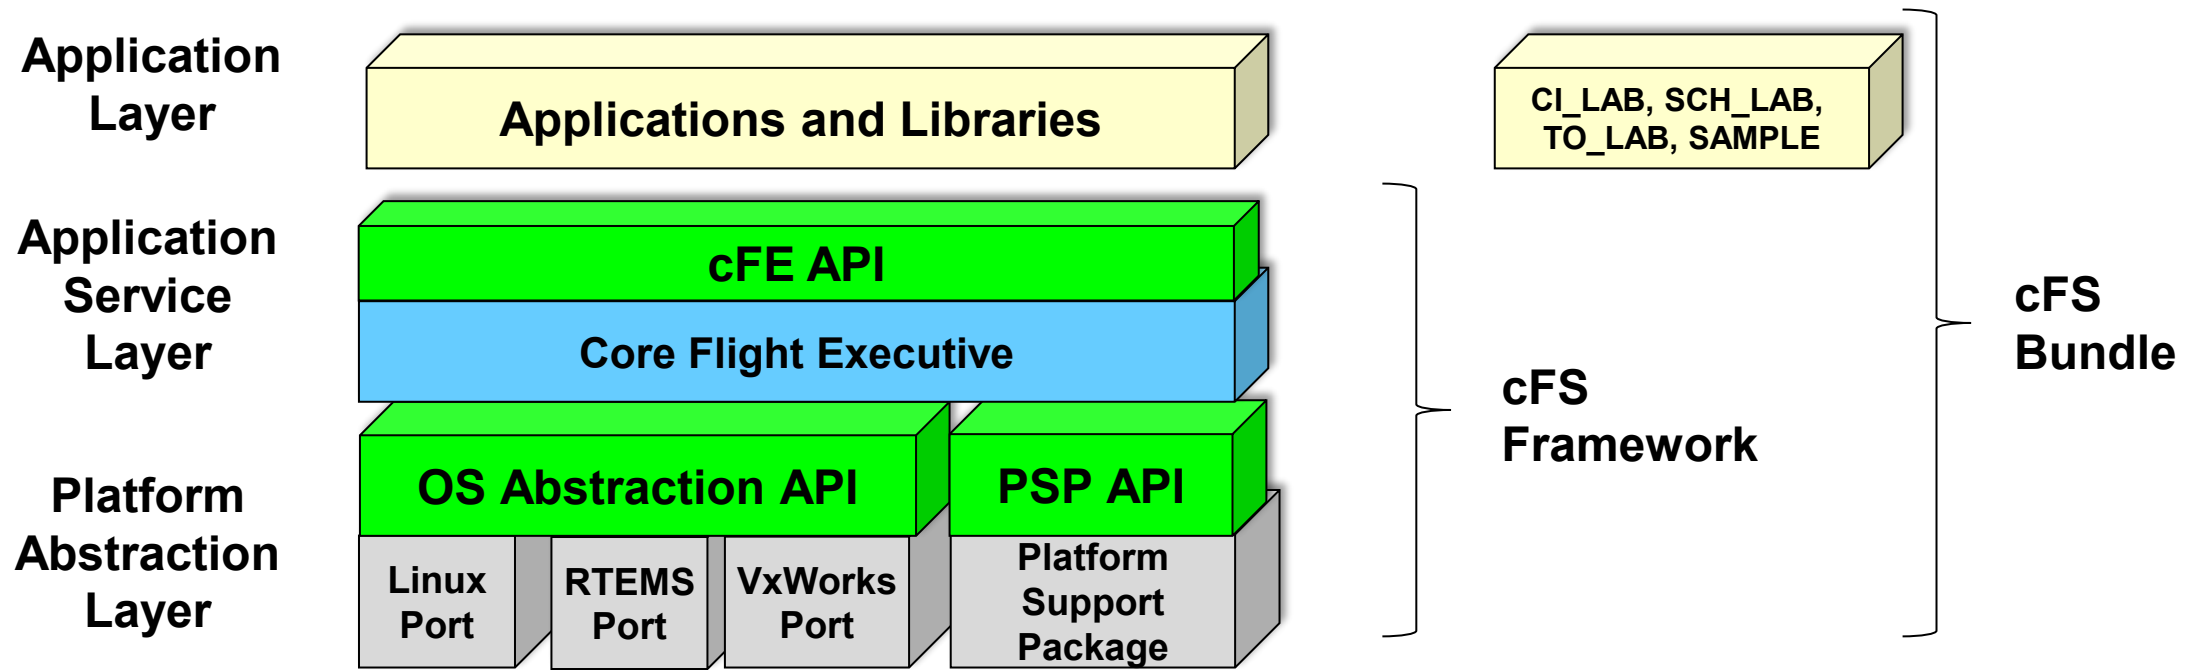 Application
Layer
Applications and Libraries
CI_LAB, SCH_LAB,
TO_LAB, SAMPLE
Application
Service
Layer
cFE API
Core Flight Executive
cFS
Bundle
cFS
Framework
Platform
Abstraction
Layer
OS Abstraction API
PSP API
Linux
Port
RTEMS
Port
VxWorks
Port
Platform
Support
Package